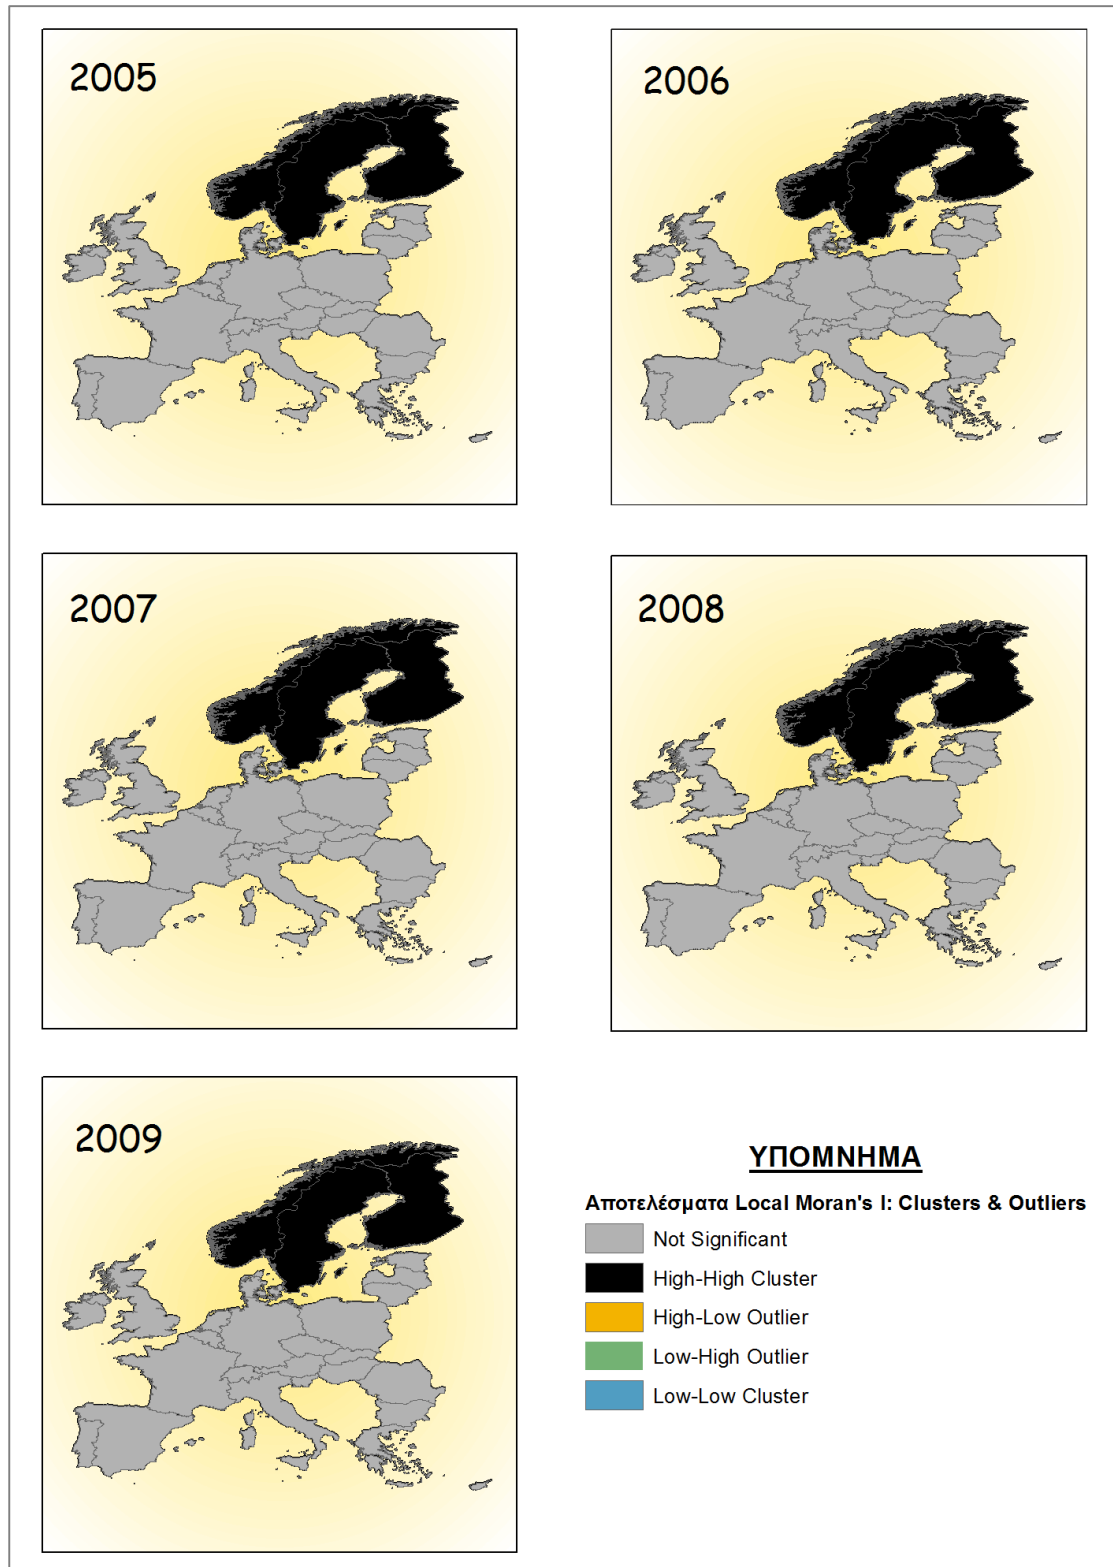 2005
2006
2007
2008
2009
ΥΠΟΜΝΗΜΑ
Αποτελέσματα Local Moran's I: Clusters & Outliers
Not Significant
High-High Cluster
High-Low Outlier
Low-High Outlier
Low-Low Cluster